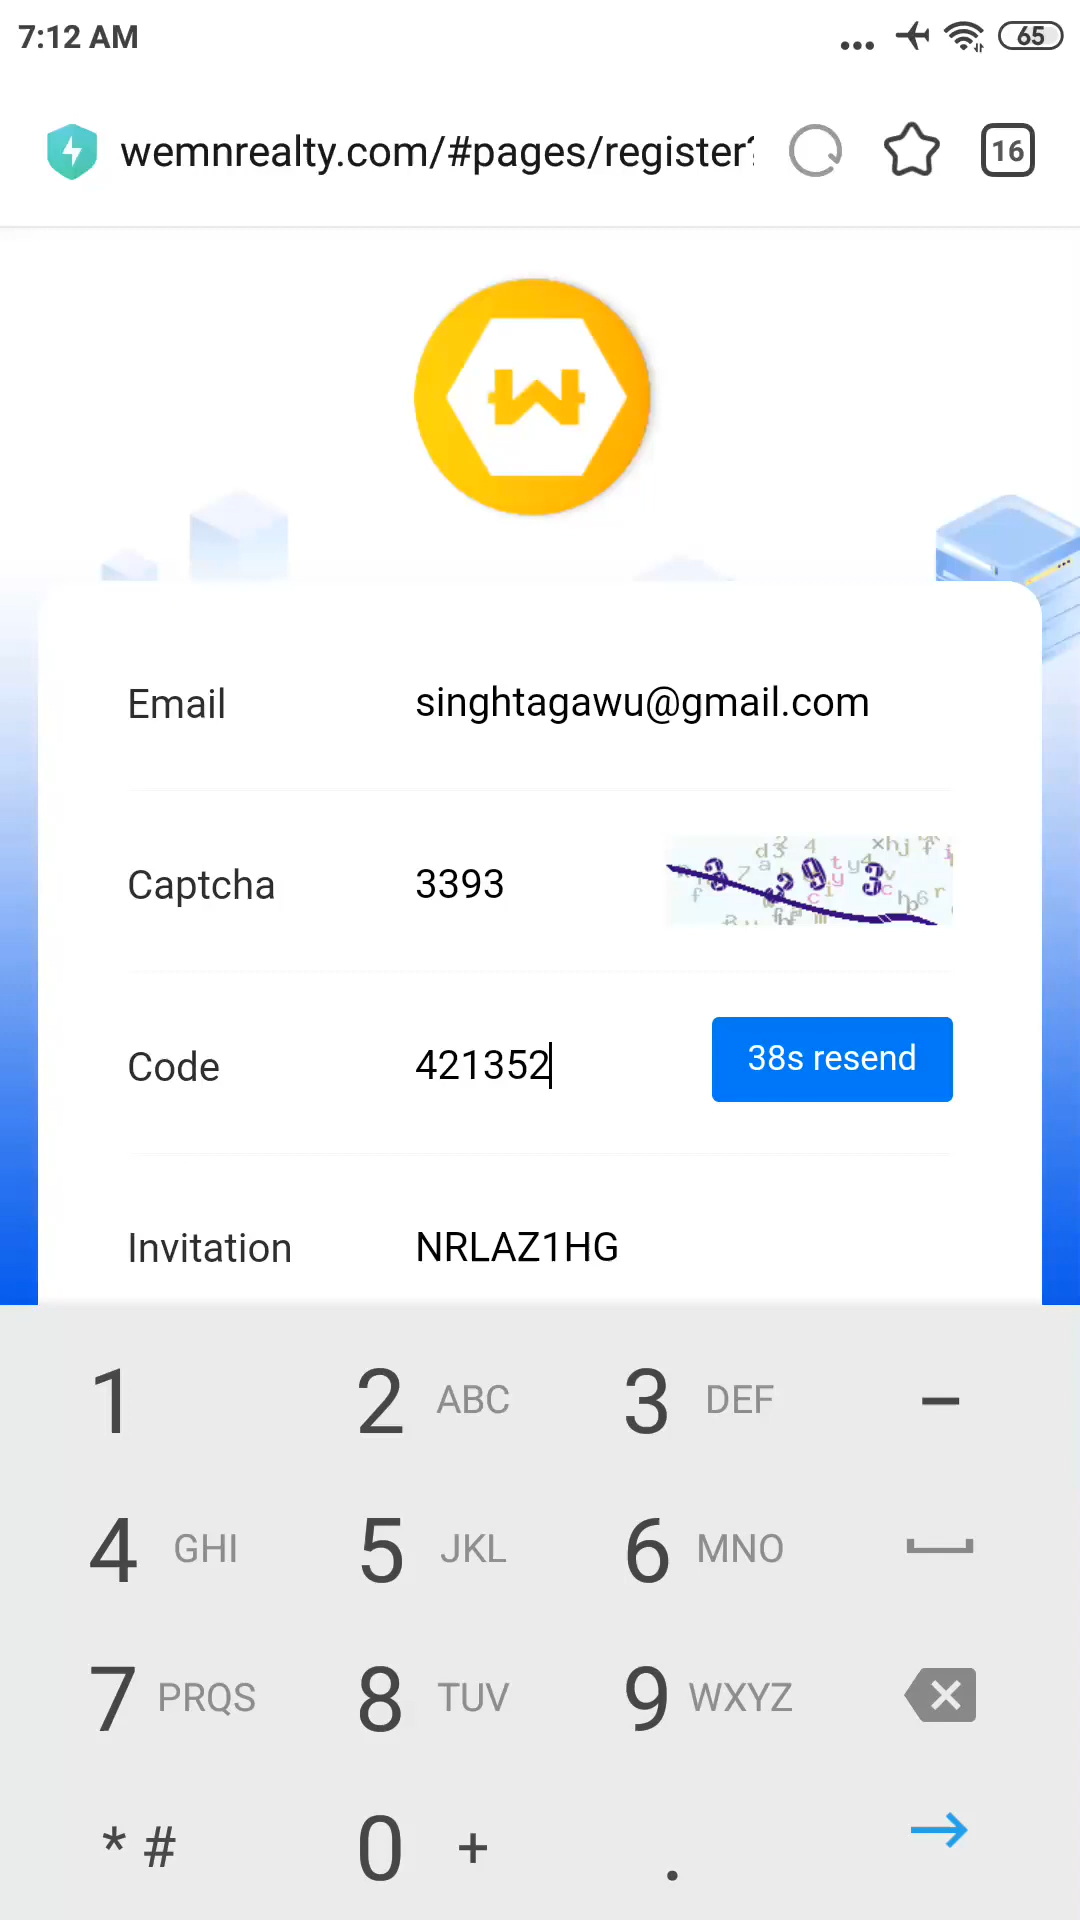 7:12 AM ... 65
wemnrealty.com/#pages/register?
16
W
Email singhtagawu@gmail.com
Captcha 3393
Code 421352 38s resend
Invitation NRLAZ1HG
1 2 ABC 3 DEF –
4 GHI 5 JKL 6 MNO
7 PRQS 8 TUV 9 WXYZ
* # 0 + .